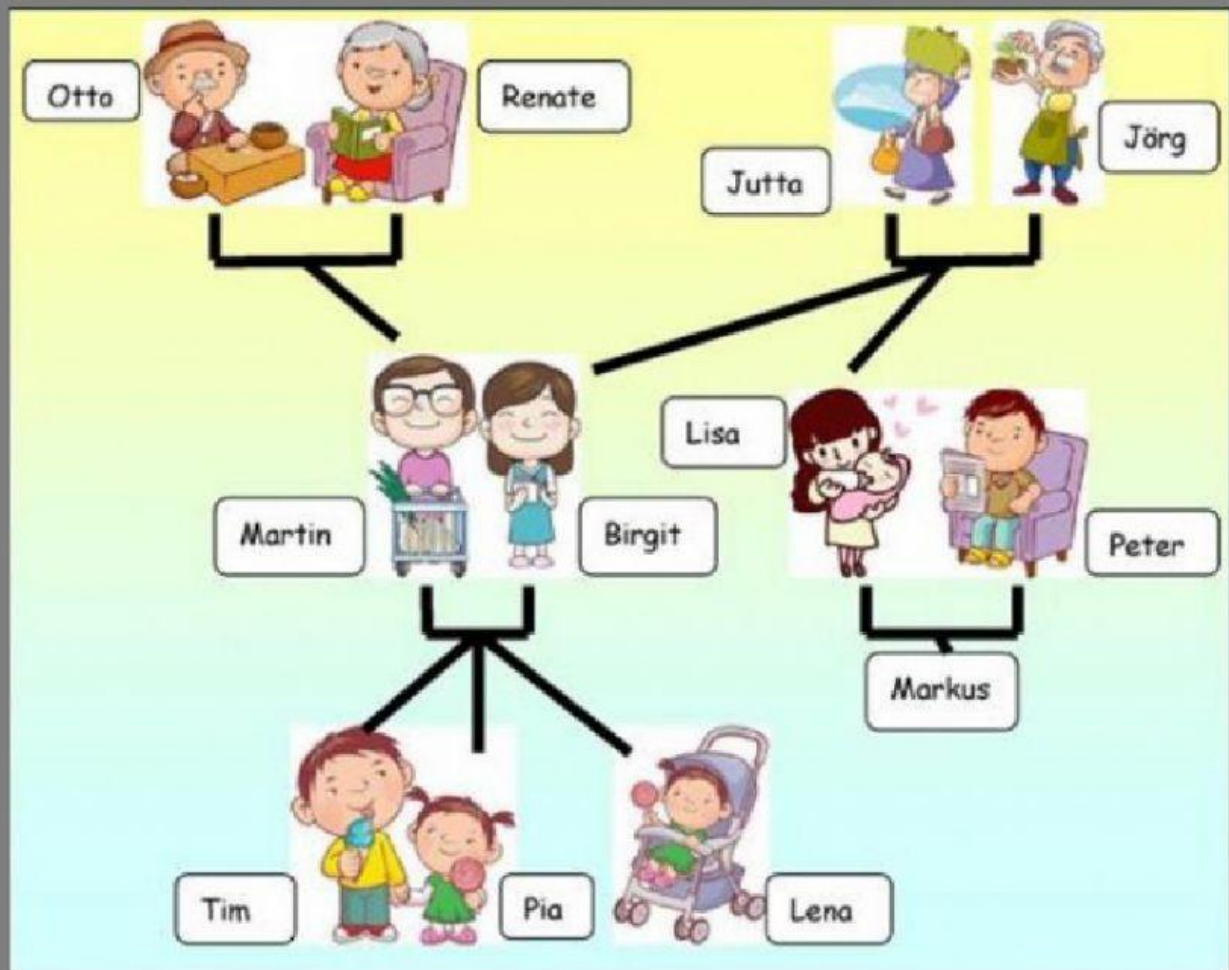 Otto
Renate
Jutta
Jörg
Lisa
Martin
Birgit
Peter
Markus
Tim
Pia
Lena